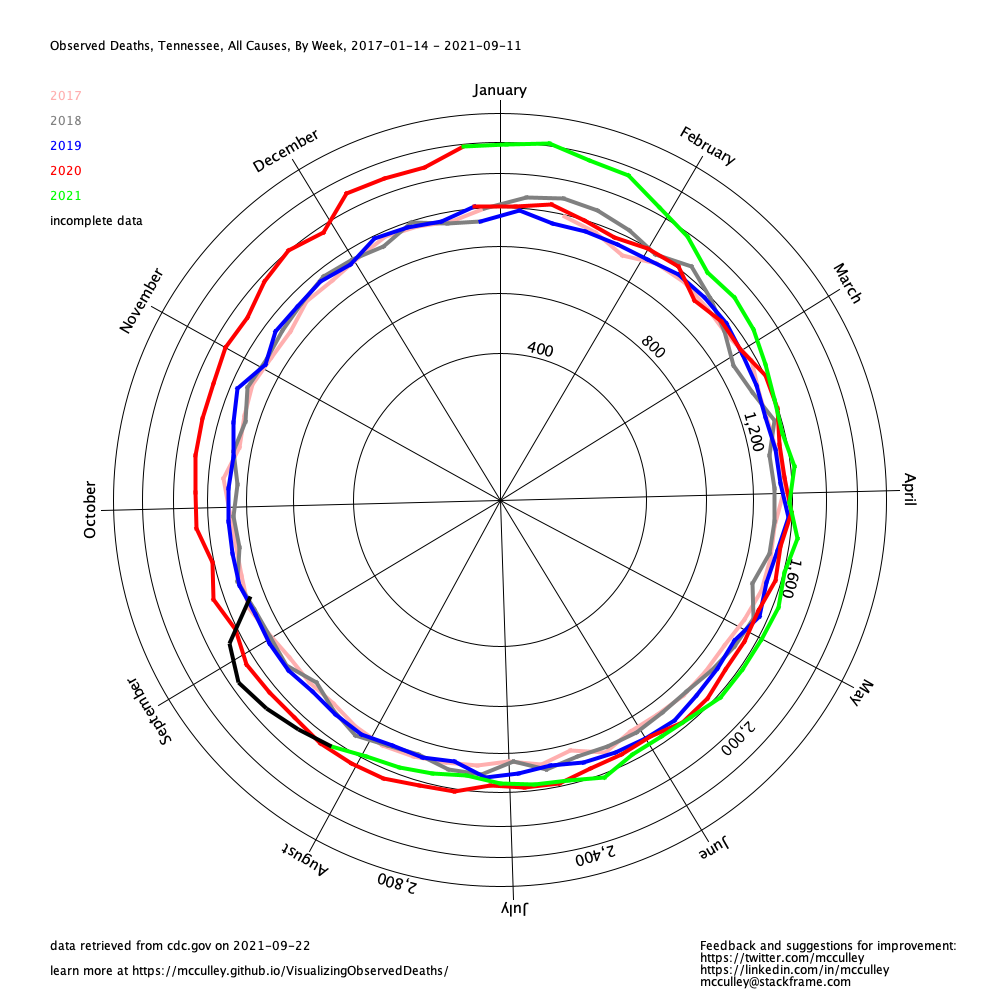 Observed Deaths, Tennessee, All Causes, By Week, 2017-01-14 - 2021-09-11
2017
2018
2019
2020
2021
incomplete data
January
February
March
April
May
June
July
August
September
October
November
December
400
800
1,200
1,600
2,000
2,400
2,800
data retrieved from cdc.gov on 2021-09-22
learn more at https://mcculley.github.io/VisualizingObservedDeaths/
Feedback and suggestions for improvement:
https://twitter.com/mcculley
https://linkedin.com/in/mcculley
mcculley@stackframe.com